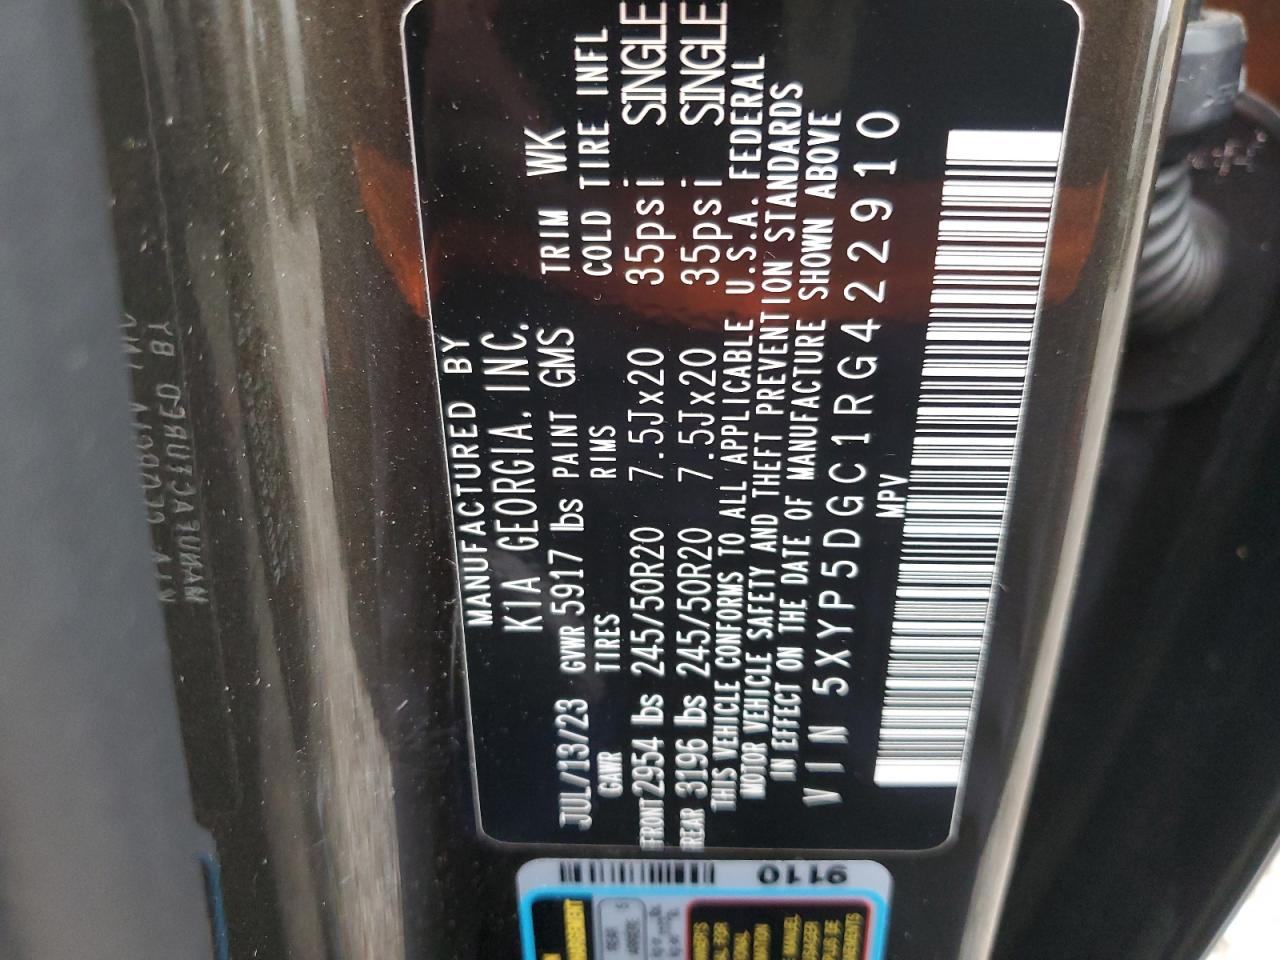 MANUFACTURED BY
KIA GEORGIA, INC.
JUL/13/23 GVWR 5917 lbs PAINT GMS TRIM WK
GAWR TIRES RIMS COLD TIRE INFL
FRONT 2954 lbs 245/50R20 7.5Jx20 35psi SINGLE
REAR 3196 lbs 245/50R20 7.5Jx20 35psi SINGLE
THIS VEHICLE CONFORMS TO ALL APPLICABLE U.S.A. FEDERAL
MOTOR VEHICLE SAFETY AND THEFT PREVENTION STANDARDS
IN EFFECT ON THE DATE OF MANUFACTURE SHOWN ABOVE
VIN 5XYP5DGC1RG422910
MPV
9110
REAR